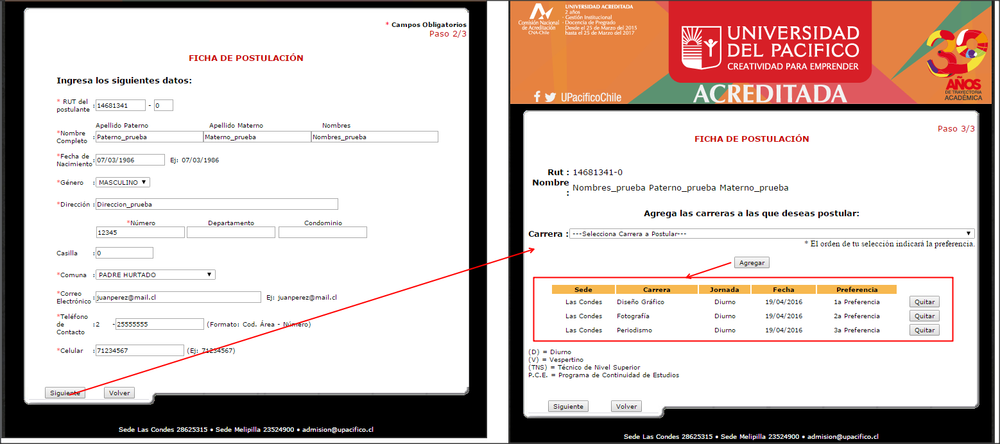 * Campos Obligatorios
Paso 2/3
FICHA DE POSTULACIÓN
Ingresa los siguientes datos:
* RUT del postulante : 14681341 - 0
Apellido Paterno Apellido Materno Nombres
*Nombre Completo : Paterno_prueba Materno_prueba Nombres_prueba
*Fecha de Nacimiento : 07/03/1986 Ej: 07/03/1986
*Género : MASCULINO
*Dirección : Direccion_prueba
*Número Departamento Condominio
12345
Casilla : 0
*Comuna : PADRE HURTADO
*Correo Electrónico : juanperez@mail.cl Ej: juanperez@mail.cl
*Teléfono de Contacto : 2 - 25555555 (Formato: Cod. Área - Número)
*Celular : 71234567 (Ej: 71234567)
Siguiente Volver
Sede Las Condes 28625315 • Sede Melipilla 23524900 • admision@upacifico.cl
Comisión Nacional
de Acreditación
CNA-Chile
UNIVERSIDAD ACREDITADA
2 años
- Gestión Institucional
- Docencia de Pregrado
Desde el 25 de Marzo del 2015
hasta el 25 de Marzo del 2017
UNIVERSIDAD
DEL PACIFICO
CREATIVIDAD PARA EMPRENDER
ACREDITADA
UPacificoChile
39
AÑOS
DE TRAYECTORIA
ACADÉMICA
Paso 3/3
FICHA DE POSTULACIÓN
Rut : 14681341-0
Nombre : Nombres_prueba Paterno_prueba Materno_prueba
Agrega las carreras a las que deseas postular:
Carrera : ---Selecciona Carrera a Postular---
* El orden de tu selección indicará la preferencia.
Agregar
Sede Carrera Jornada Fecha Preferencia
Las Condes Diseño Gráfico Diurno 19/04/2016 1a Preferencia Quitar
Las Condes Fotografía Diurno 19/04/2016 2a Preferencia Quitar
Las Condes Periodismo Diurno 19/04/2016 3a Preferencia Quitar
(D) = Diurno
(V) = Vespertino
(TNS) = Técnico de Nivel Superior
P.C.E. = Programa de Continuidad de Estudios
Siguiente Volver
Sede Las Condes 28625315 • Sede Melipilla 23524900 • admision@upacifico.cl